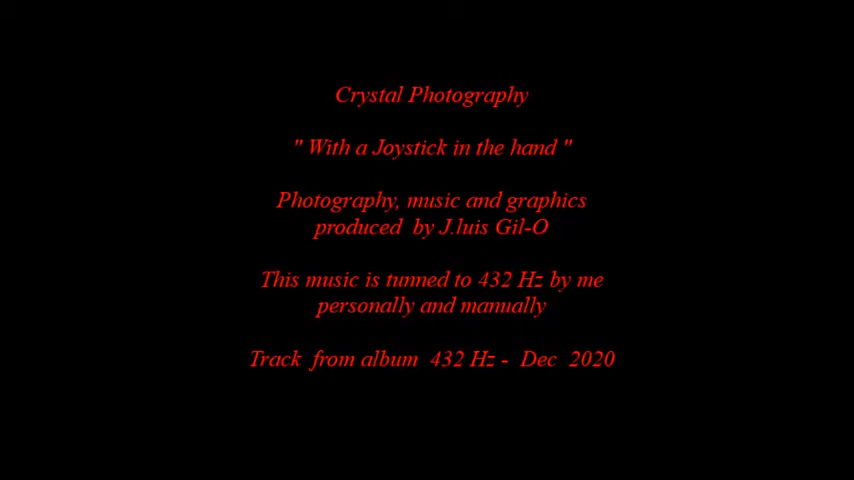 Crystal Photography
" With a Joystick in the hand "
Photography, music and graphics
produced by J.luis Gil-O
This music is tunned to 432 Hz by me
personally and manually
Track from album 432 Hz - Dec 2020